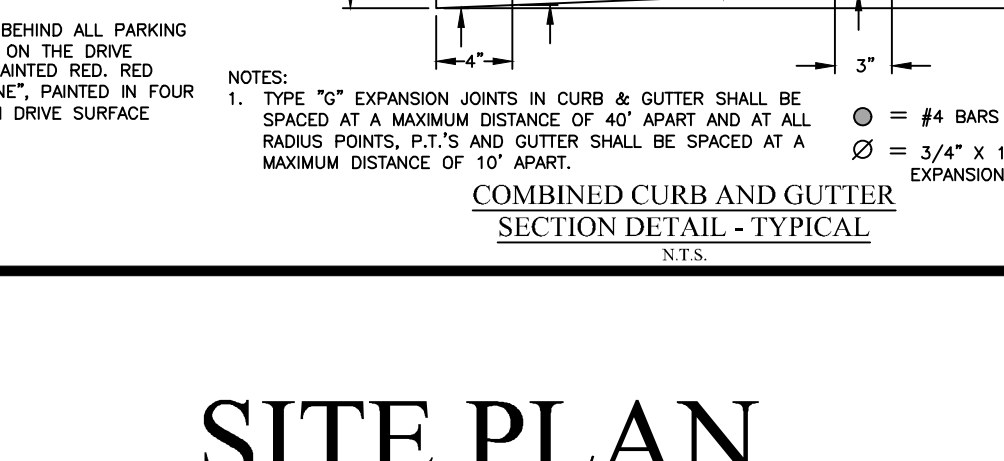 BEHIND ALL PARKING
ON THE DRIVE
AINTED RED. RED
NE", PAINTED IN FOUR
DRIVE SURFACE
4"
3"
NOTES:
1. TYPE "G" EXPANSION JOINTS IN CURB & GUTTER SHALL BE
SPACED AT A MAXIMUM DISTANCE OF 40' APART AND AT ALL
RADIUS POINTS, P.T.'S AND GUTTER SHALL BE SPACED AT A
MAXIMUM DISTANCE OF 10' APART.
= #4 BARS
Ø = 3/4" X 1
EXPANSION
COMBINED CURB AND GUTTER
SECTION DETAIL - TYPICAL
N.T.S.
SITE PLAN